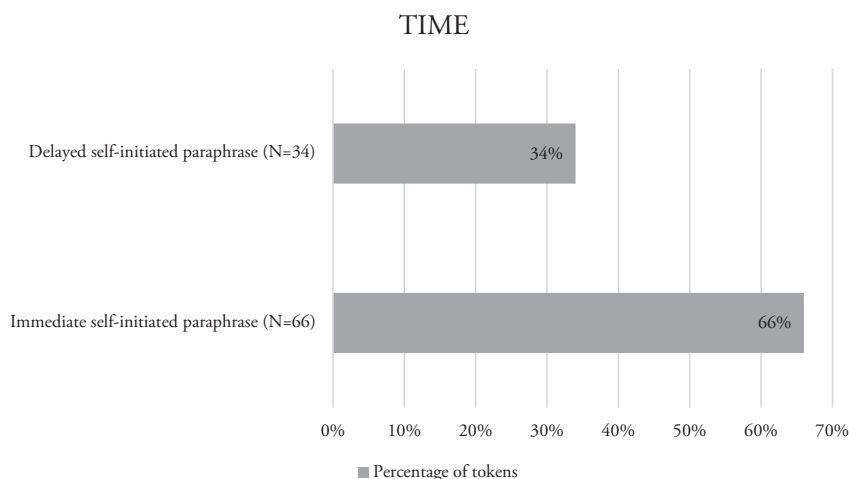 TIME
Delayed self-initiated paraphrase (N=34)
34%
Immediate self-initiated paraphrase (N=66)
66%
0% 10% 20% 30% 40% 50% 60% 70%
Percentage of tokens